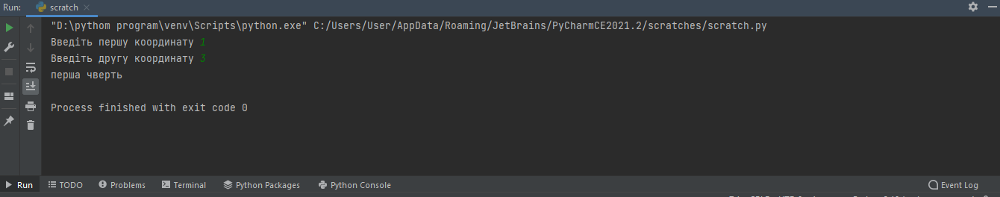 Run: scratch
"D:\pythom program\venv\Scripts\python.exe" C:/Users/User/AppData/Roaming/JetBrains/PyCharmCE2021.2/scratches/scratch.py
Введіть першу координату 1
Введіть другу координату 3
перша чверть
Process finished with exit code 0
Run TODO Problems Terminal Python Packages Python Console Event Log